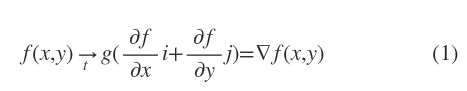 f(x,y) →_t g(∂f/∂x i+ ∂f/∂y j)=∇f(x,y) (1)